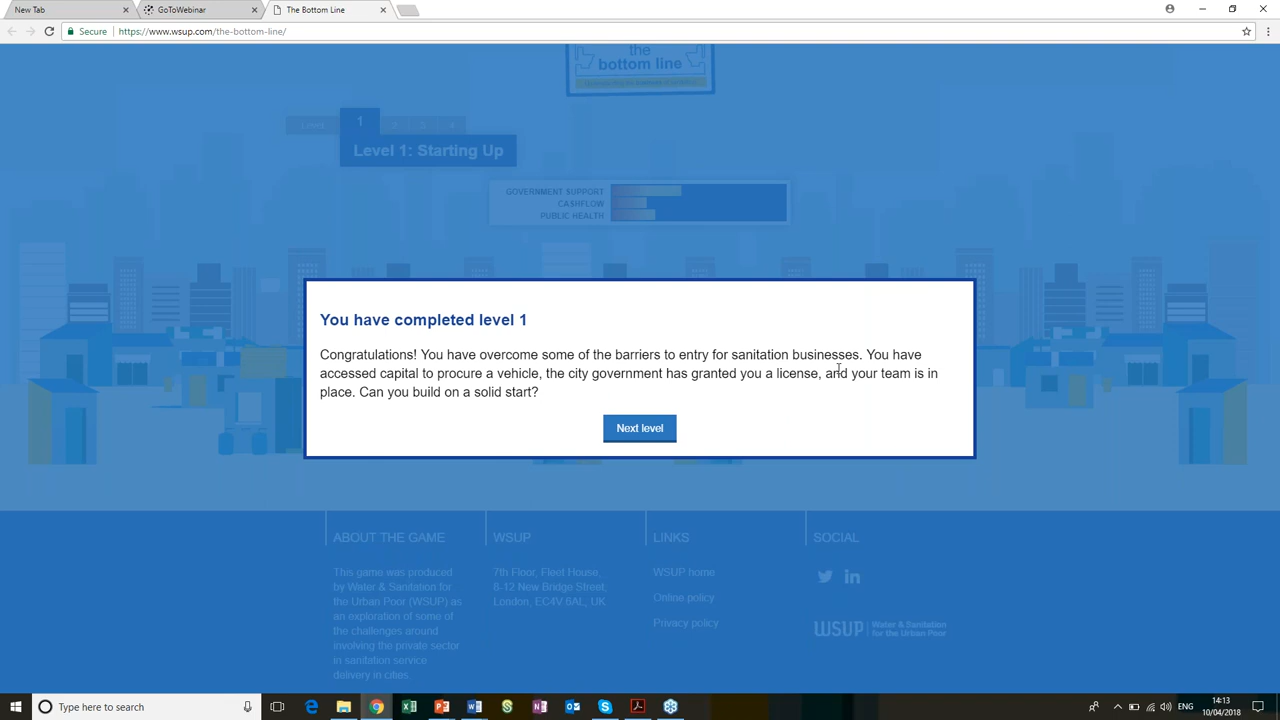 New Tab
GoToWebinar
The Bottom Line
Secure
https://www.wsup.com/the-bottom-line/
the
bottom line
Level
1
2
3
4
Level 1: Starting Up
GOVERNMENT SUPPORT
CASHFLOW
PUBLIC HEALTH
You have completed level 1
Congratulations! You have overcome some of the barriers to entry for sanitation businesses. You have
accessed capital to procure a vehicle, the city government has granted you a license, and your team is in
place. Can you build on a solid start?
Next level
ABOUT THE GAME
This game was produced
by Water & Sanitation for
the Urban Poor (WSUP) as
an exploration of some of
the challenges around
involving the private sector
in sanitation service
delivery in cities.
WSUP
7th Floor, Fleet House,
8-12 New Bridge Street;
London, EC4V 6AL, UK
LINKS
WSUP home
Online policy
Privacy policy
SOCIAL
WSUP
Water & Sanitation
for the Urban Poor
Type here to search
ENG
14:13
10/04/2018